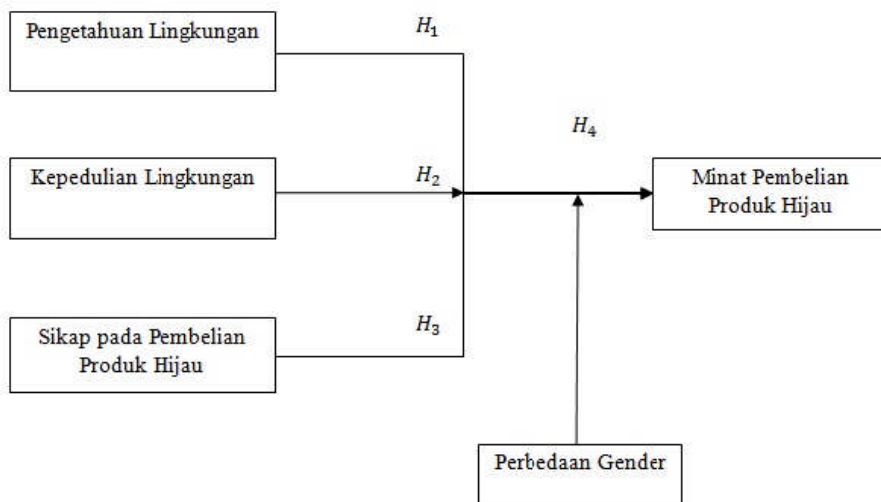 Pengetahuan Lingkungan
H₁
H₄
Kepedulian Lingkungan
H₂
Minat Pembelian
Produk Hijau
Sikap pada Pembelian
Produk Hijau
H₃
Perbedaan Gender